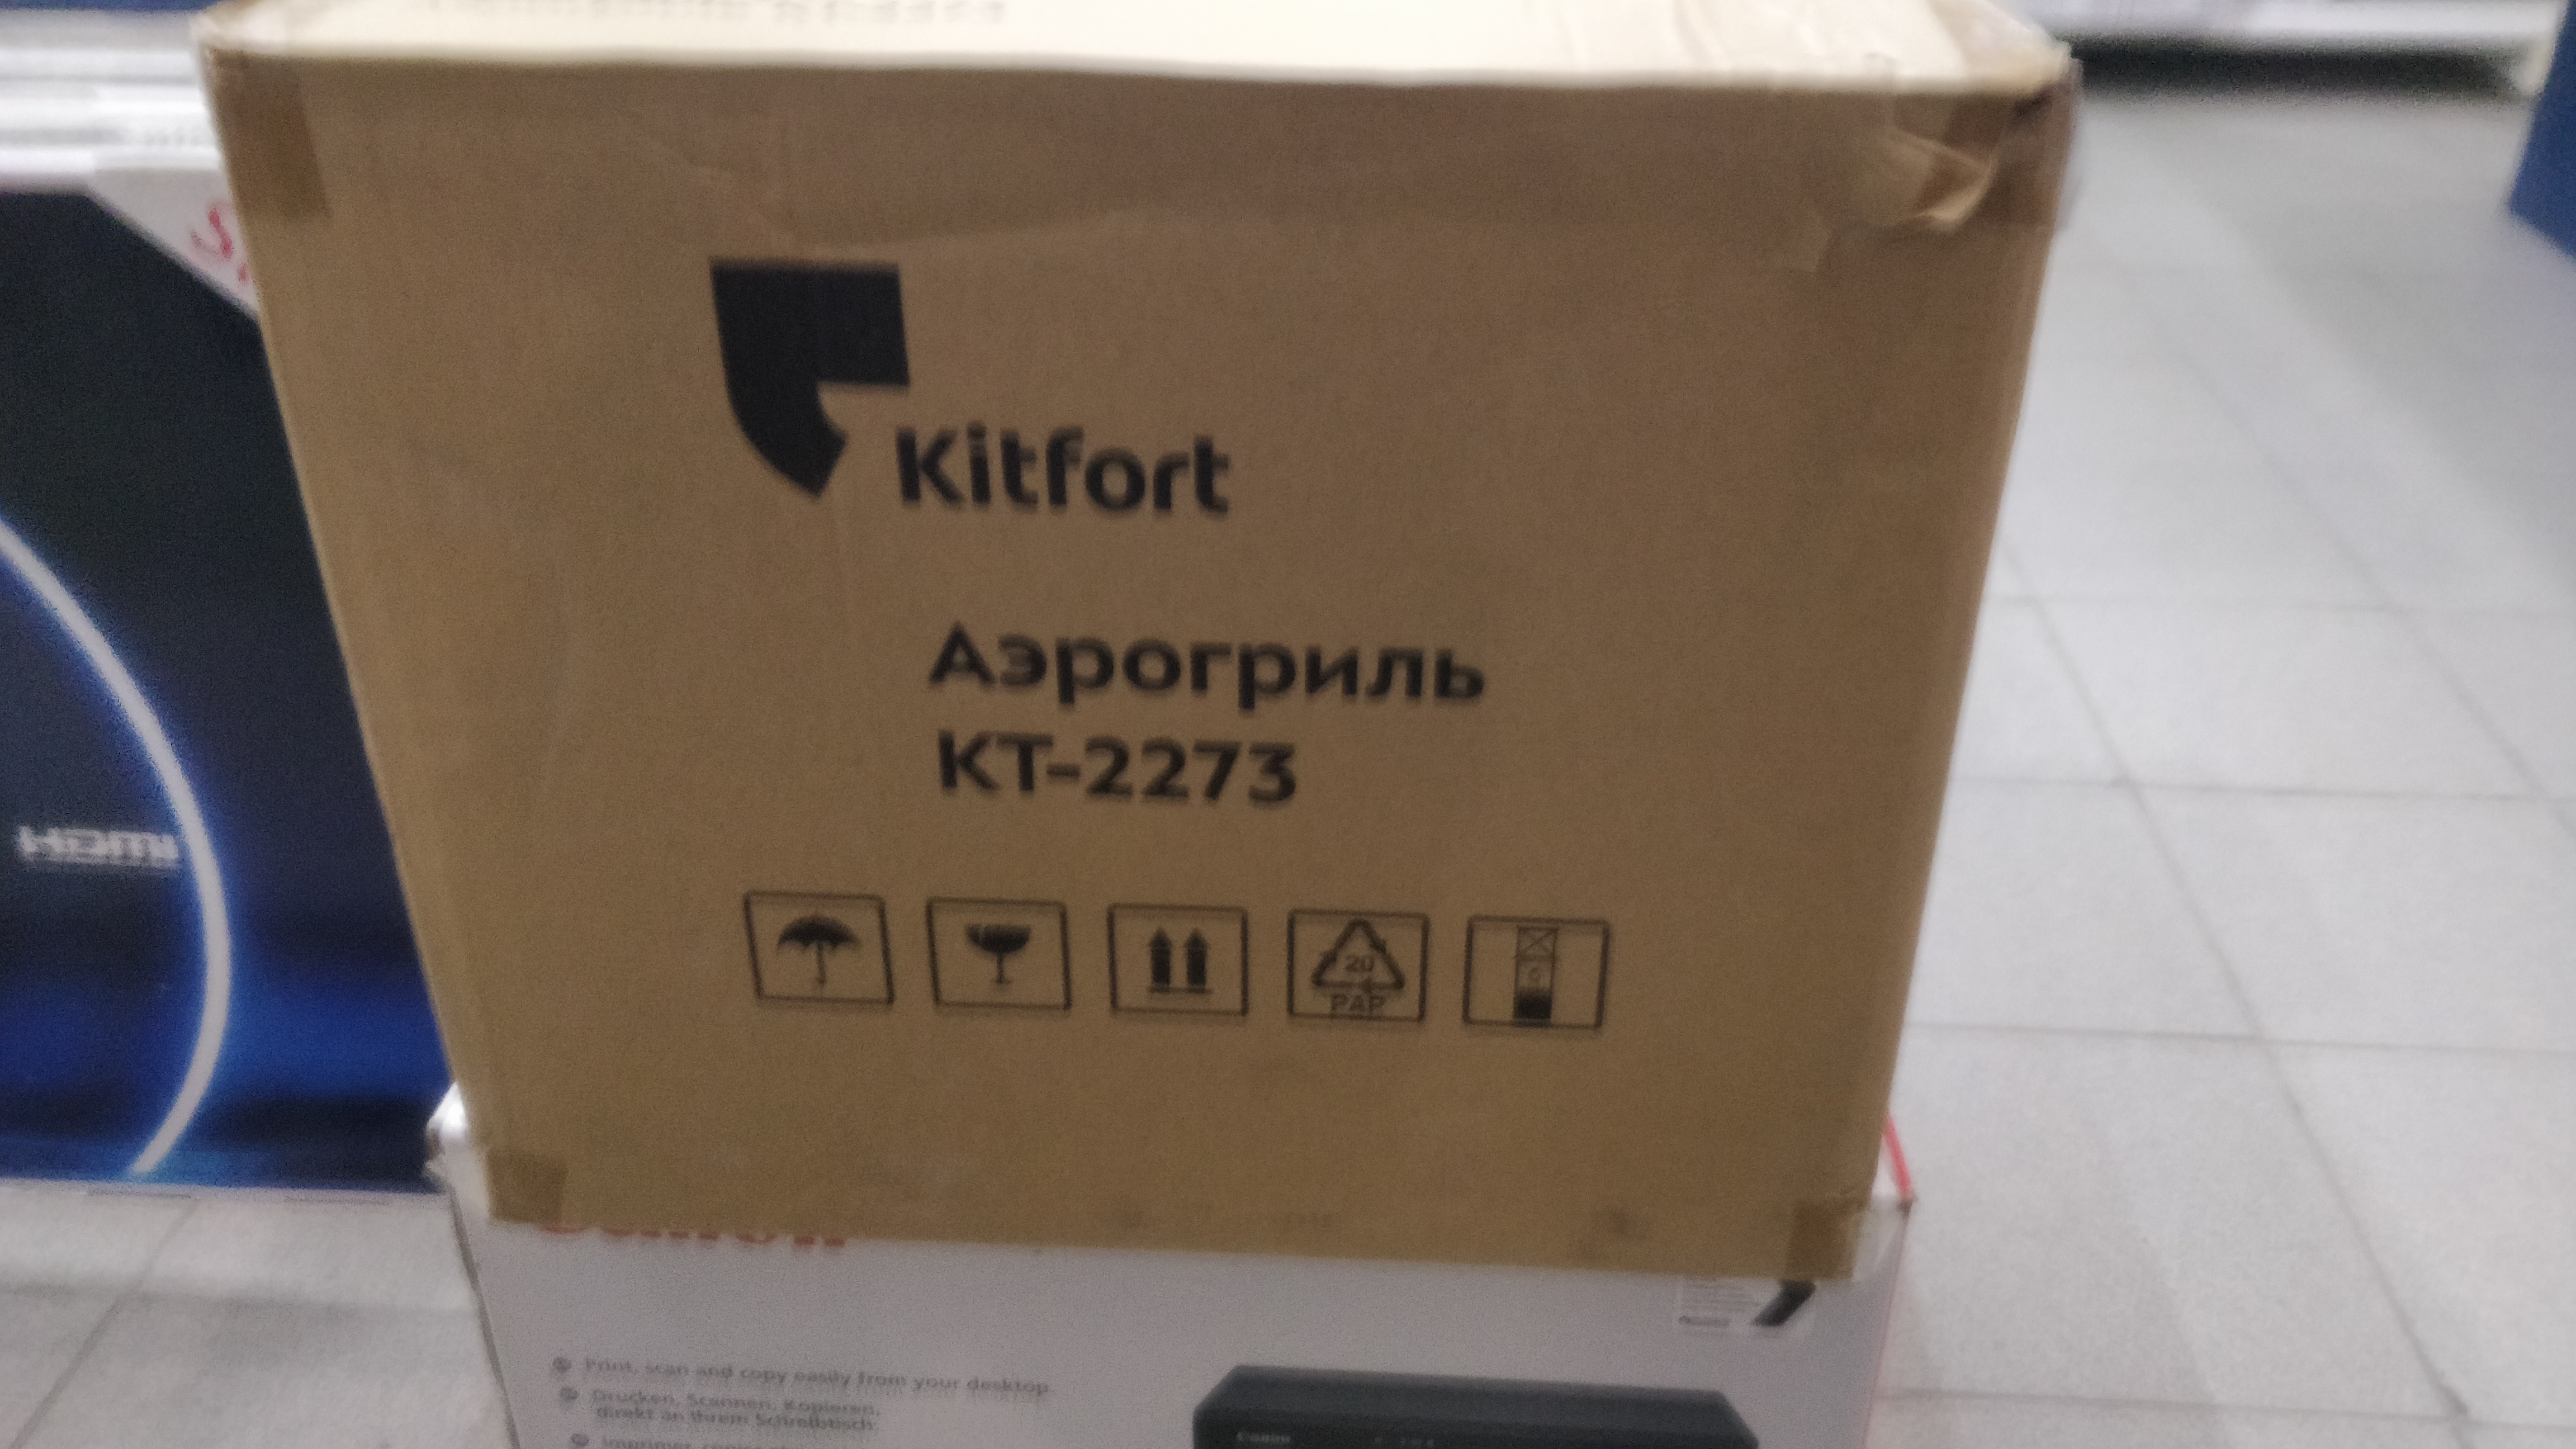 Kitfort
Аэрогриль
КТ-2273
20
PAP
HDMI
Print, scan and copy easily from your desktop
Drucken, Scannen, Kopieren,
direkt an Ihrem Schreibtisch
Canon